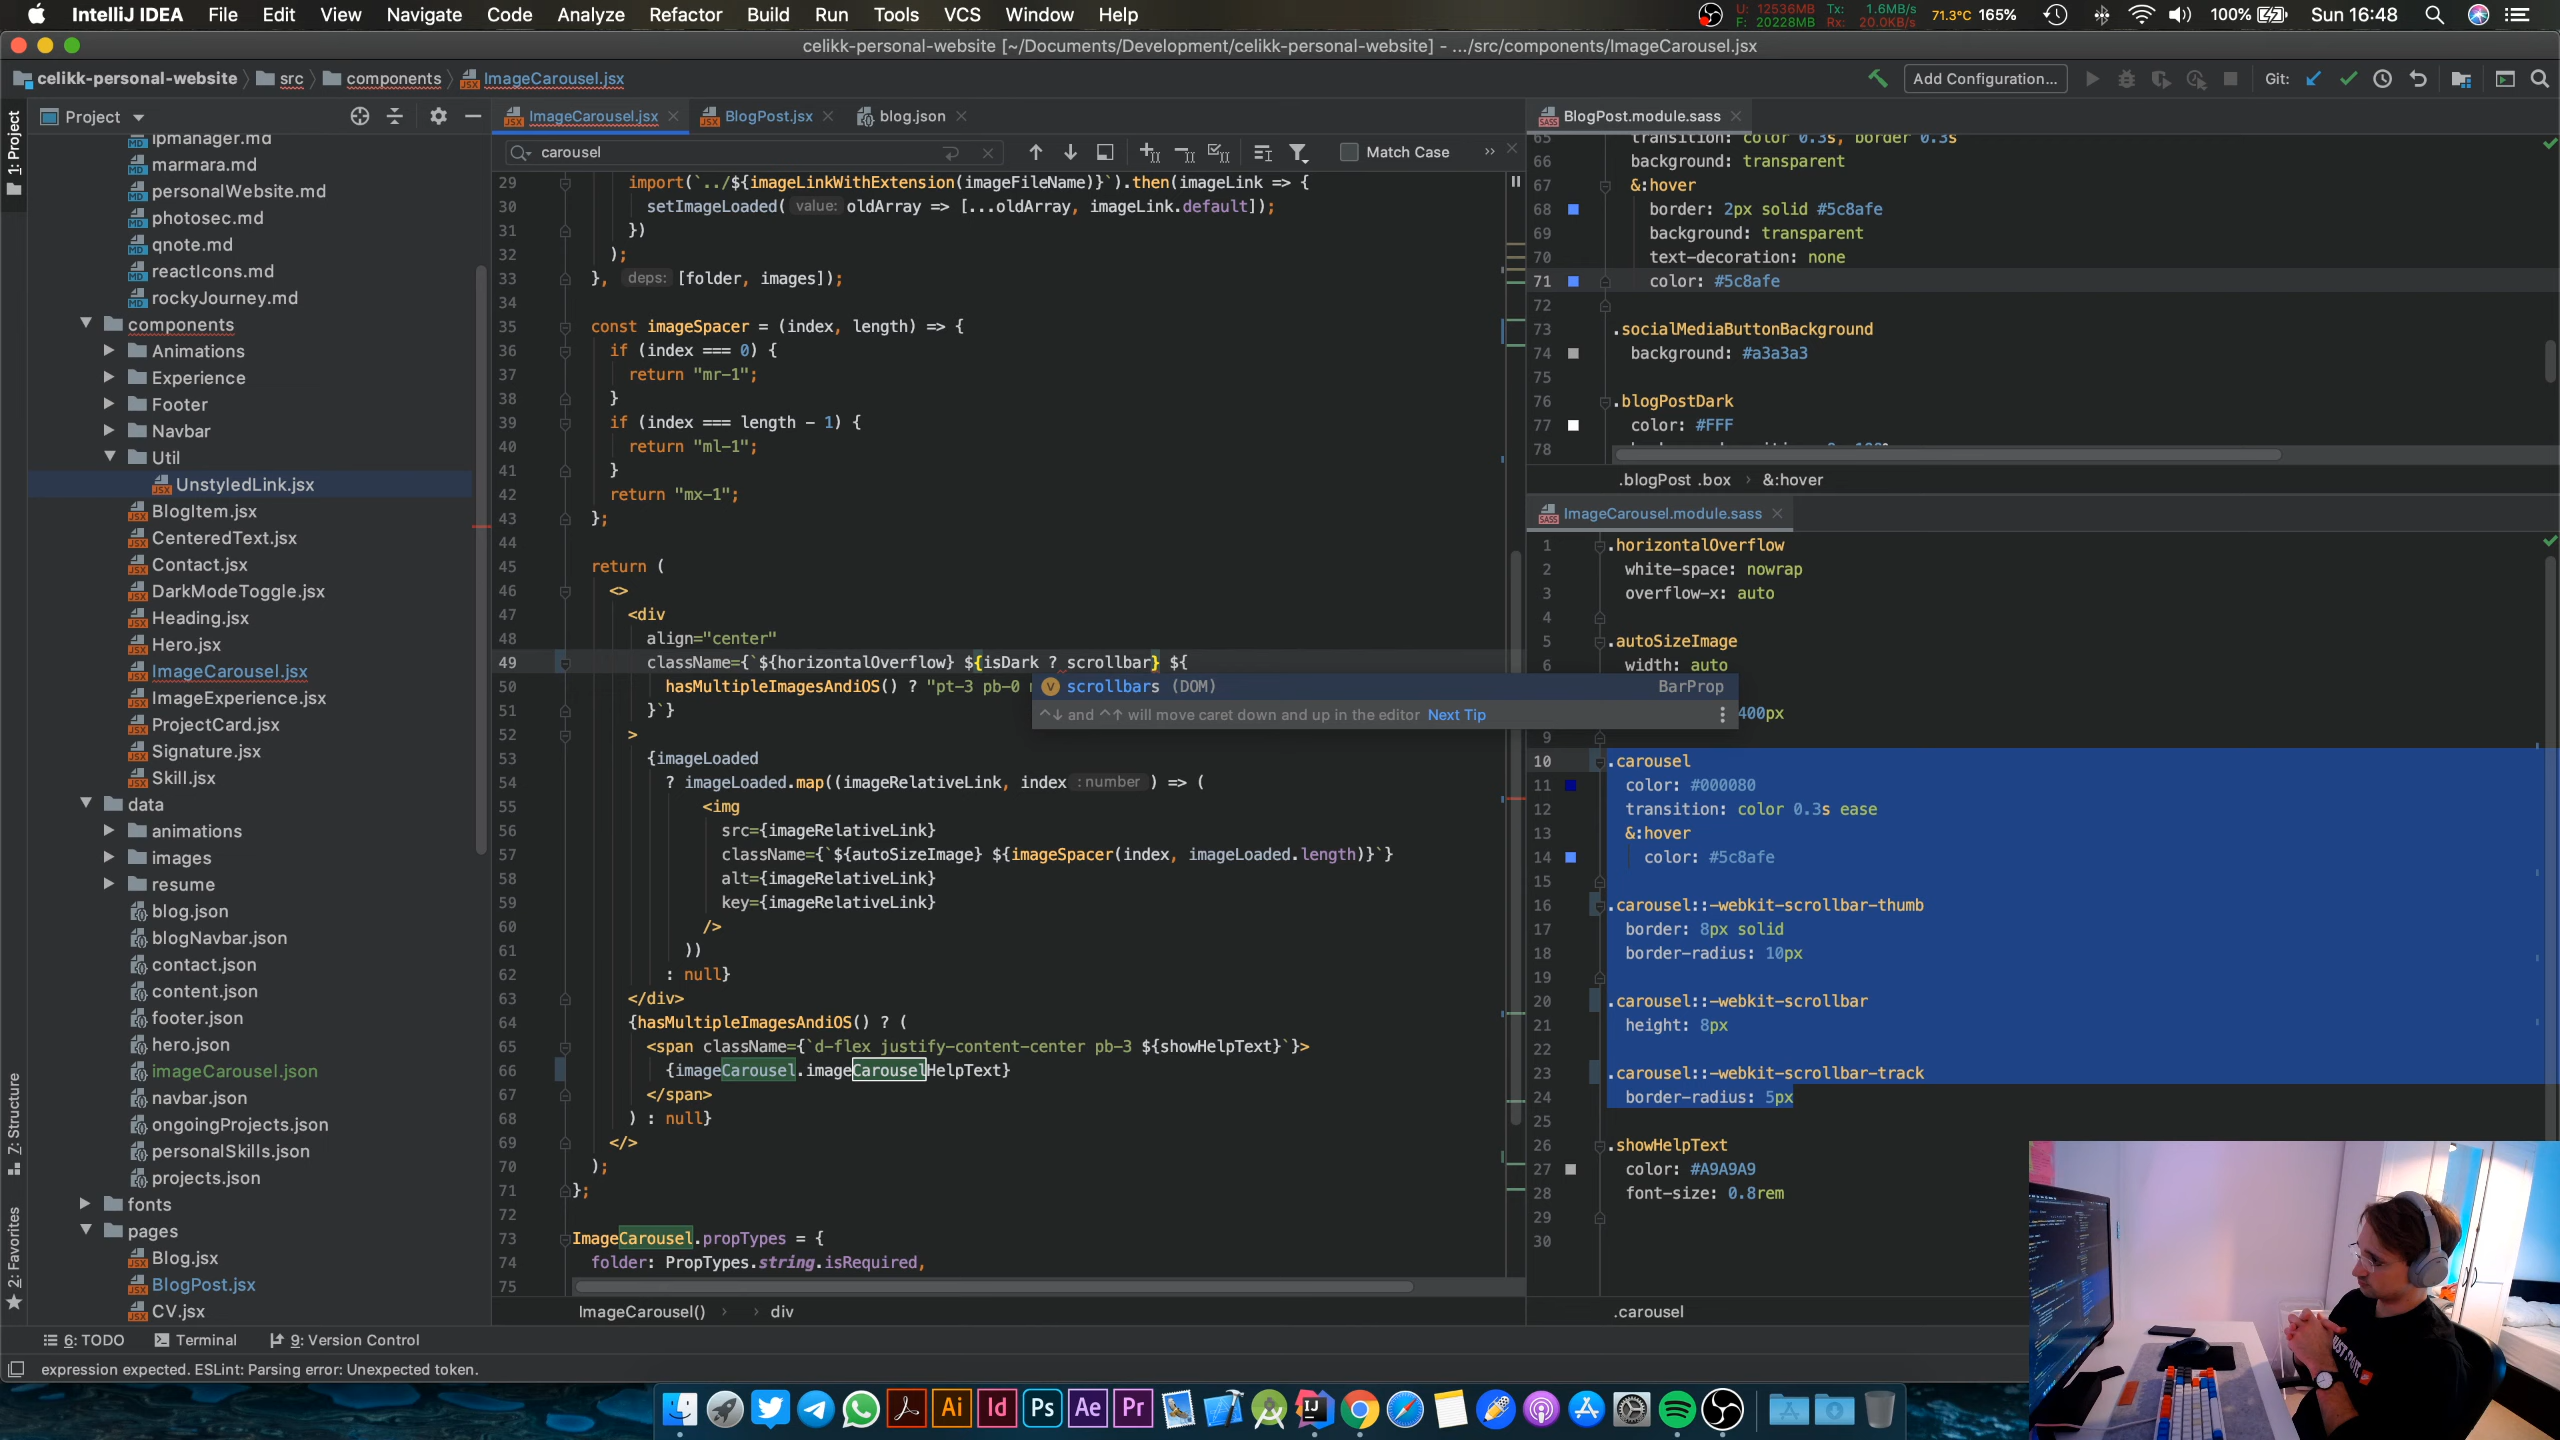 IntelliJ IDEA File Edit View Navigate Code Analyze Refactor Build Run Tools VCS Window Help
U: 12536MB Tx: 1.6MB/s
F: 20228MB Rx: 20.0KB/s
71.3°C 165% 100% Sun 16:48
celikk-personal-website [~/Documents/Development/celikk-personal-website] - .../src/components/ImageCarousel.jsx
celikk-personal-website src components ImageCarousel.jsx
Add Configuration... Git:
1: Project
7: Structure
2: Favorites
Project
ipmanager.md
marmara.md
personalWebsite.md
photosec.md
qnote.md
reactIcons.md
rockyJourney.md
components
Animations
Experience
Footer
Navbar
Util
UnstyledLink.jsx
BlogItem.jsx
CenteredText.jsx
Contact.jsx
DarkModeToggle.jsx
Heading.jsx
Hero.jsx
ImageCarousel.jsx
ImageExperience.jsx
ProjectCard.jsx
Signature.jsx
Skill.jsx
data
animations
images
resume
blog.json
blogNavbar.json
contact.json
content.json
footer.json
hero.json
imageCarousel.json
navbar.json
ongoingProjects.json
personalSkills.json
projects.json
fonts
pages
Blog.jsx
BlogPost.jsx
CV.jsx
ImageCarousel.jsx BlogPost.jsx blog.json
carousel Match Case
29 import(`../${imageLinkWithExtension(imageFileName)}`).then(imageLink => {
30 setImageLoaded( value: oldArray => [...oldArray, imageLink.default]);
31 })
32 );
33 }, deps: [folder, images]);
34
35 const imageSpacer = (index, length) => {
36 if (index === 0) {
37 return "mr-1";
38 }
39 if (index === length - 1) {
40 return "ml-1";
41 }
42 return "mx-1";
43 };
44
45 return (
46 <>
47 <div
48 align="center"
49 className={`${horizontalOverflow} ${isDark ? scrollbar} ${
50 hasMultipleImagesAndiOS() ? "pt-3 pb-0
51 }`}
52 >
53 {imageLoaded
54 ? imageLoaded.map((imageRelativeLink, index : number ) => (
55 <img
56 src={imageRelativeLink}
57 className={`${autoSizeImage} ${imageSpacer(index, imageLoaded.length)}`}
58 alt={imageRelativeLink}
59 key={imageRelativeLink}
60 />
61 ))
62 : null}
63 </div>
64 {hasMultipleImagesAndiOS() ? (
65 <span className={`d-flex justify-content-center pb-3 ${showHelpText}`}>
66 {imageCarousel.imageCarouselHelpText}
67 </span>
68 ) : null}
69 </>
70 );
71 };
72
73 ImageCarousel.propTypes = {
74 folder: PropTypes.string.isRequired,
75
scrollbars (DOM) BarProp
^↓ and ^↑ will move caret down and up in the editor Next Tip
ImageCarousel() div
BlogPost.module.sass
65 transition: color 0.3s, border 0.3s
66 background: transparent
67 &:hover
68 border: 2px solid #5c8afe
69 background: transparent
70 text-decoration: none
71 color: #5c8afe
72
73 .socialMediaButtonBackground
74 background: #a3a3a3
75
76 .blogPostDark
77 color: #FFF
78
.blogPost .box &:hover
ImageCarousel.module.sass
1 .horizontalOverflow
2 white-space: nowrap
3 overflow-x: auto
4
5 .autoSizeImage
6 width: auto
400px
9
10 .carousel
11 color: #000080
12 transition: color 0.3s ease
13 &:hover
14 color: #5c8afe
15
16 .carousel::-webkit-scrollbar-thumb
17 border: 8px solid
18 border-radius: 10px
19
20 .carousel::-webkit-scrollbar
21 height: 8px
22
23 .carousel::-webkit-scrollbar-track
24 border-radius: 5px
25
26 .showHelpText
27 color: #A9A9A9
28 font-size: 0.8rem
29
30
.carousel
6: TODO Terminal 9: Version Control
expression expected. ESLint: Parsing error: Unexpected token.
Ai Id Ps Ae Pr IJ